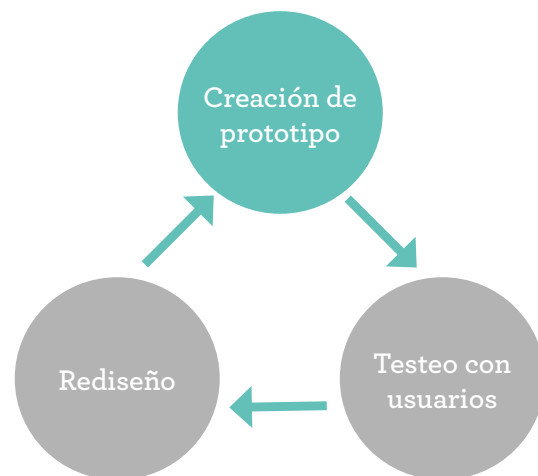 Creación de
prototipo
Rediseño
Testeo con
usuarios